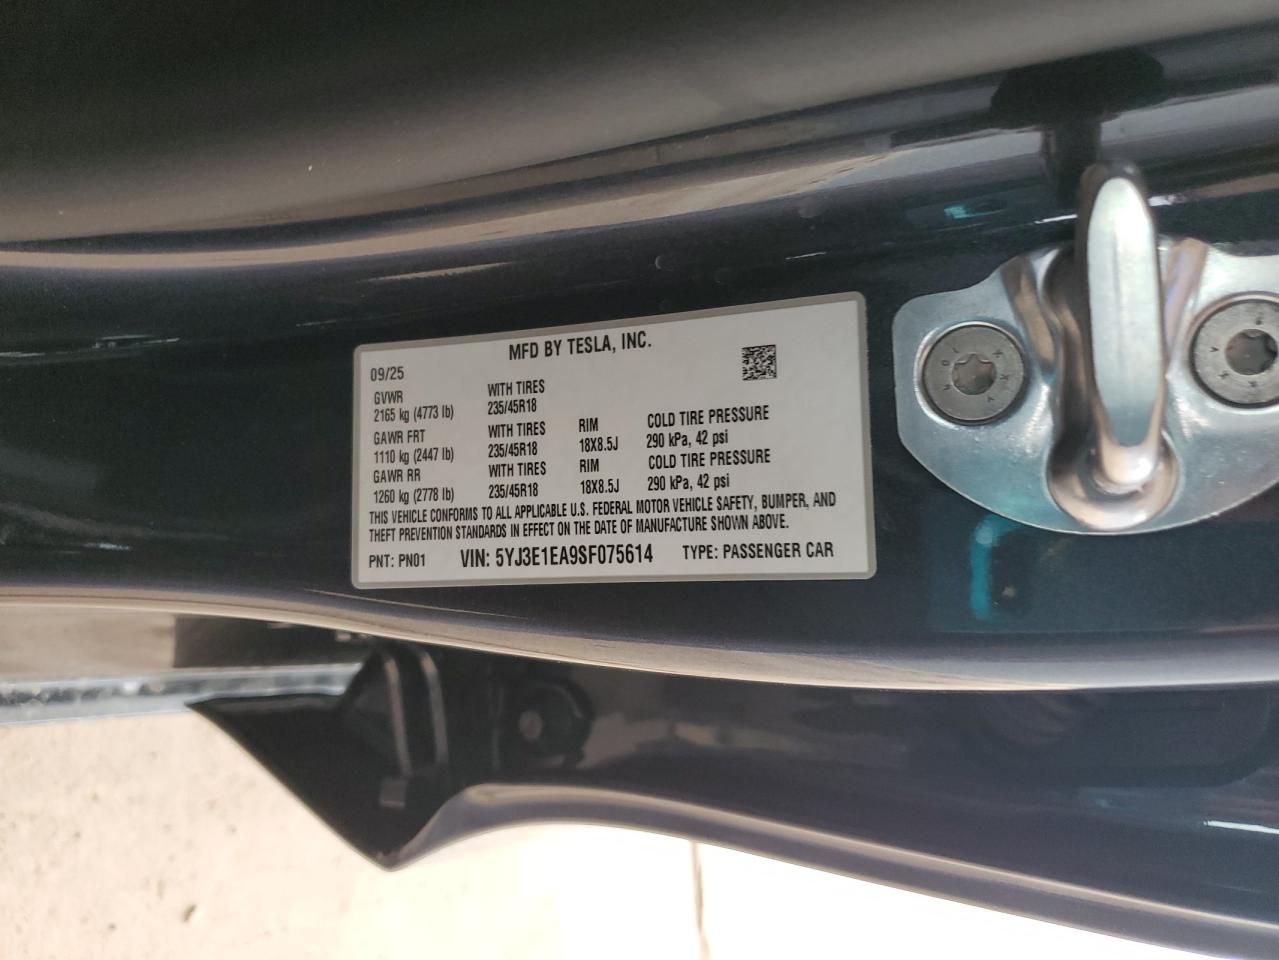 MFD BY TESLA, INC.
09/25
GVWR WITH TIRES
2165 kg (4773 lb) 235/45R18
GAWR FRT WITH TIRES RIM COLD TIRE PRESSURE
1110 kg (2447 lb) 235/45R18 18X8.5J 290 kPa, 42 psi
GAWR RR WITH TIRES RIM COLD TIRE PRESSURE
1260 kg (2778 lb) 235/45R18 18X8.5J 290 kPa, 42 psi
THIS VEHICLE CONFORMS TO ALL APPLICABLE U.S. FEDERAL MOTOR VEHICLE SAFETY, BUMPER, AND
THEFT PREVENTION STANDARDS IN EFFECT ON THE DATE OF MANUFACTURE SHOWN ABOVE.
PNT: PN01 VIN: 5YJ3E1EA9SF075614 TYPE: PASSENGER CAR